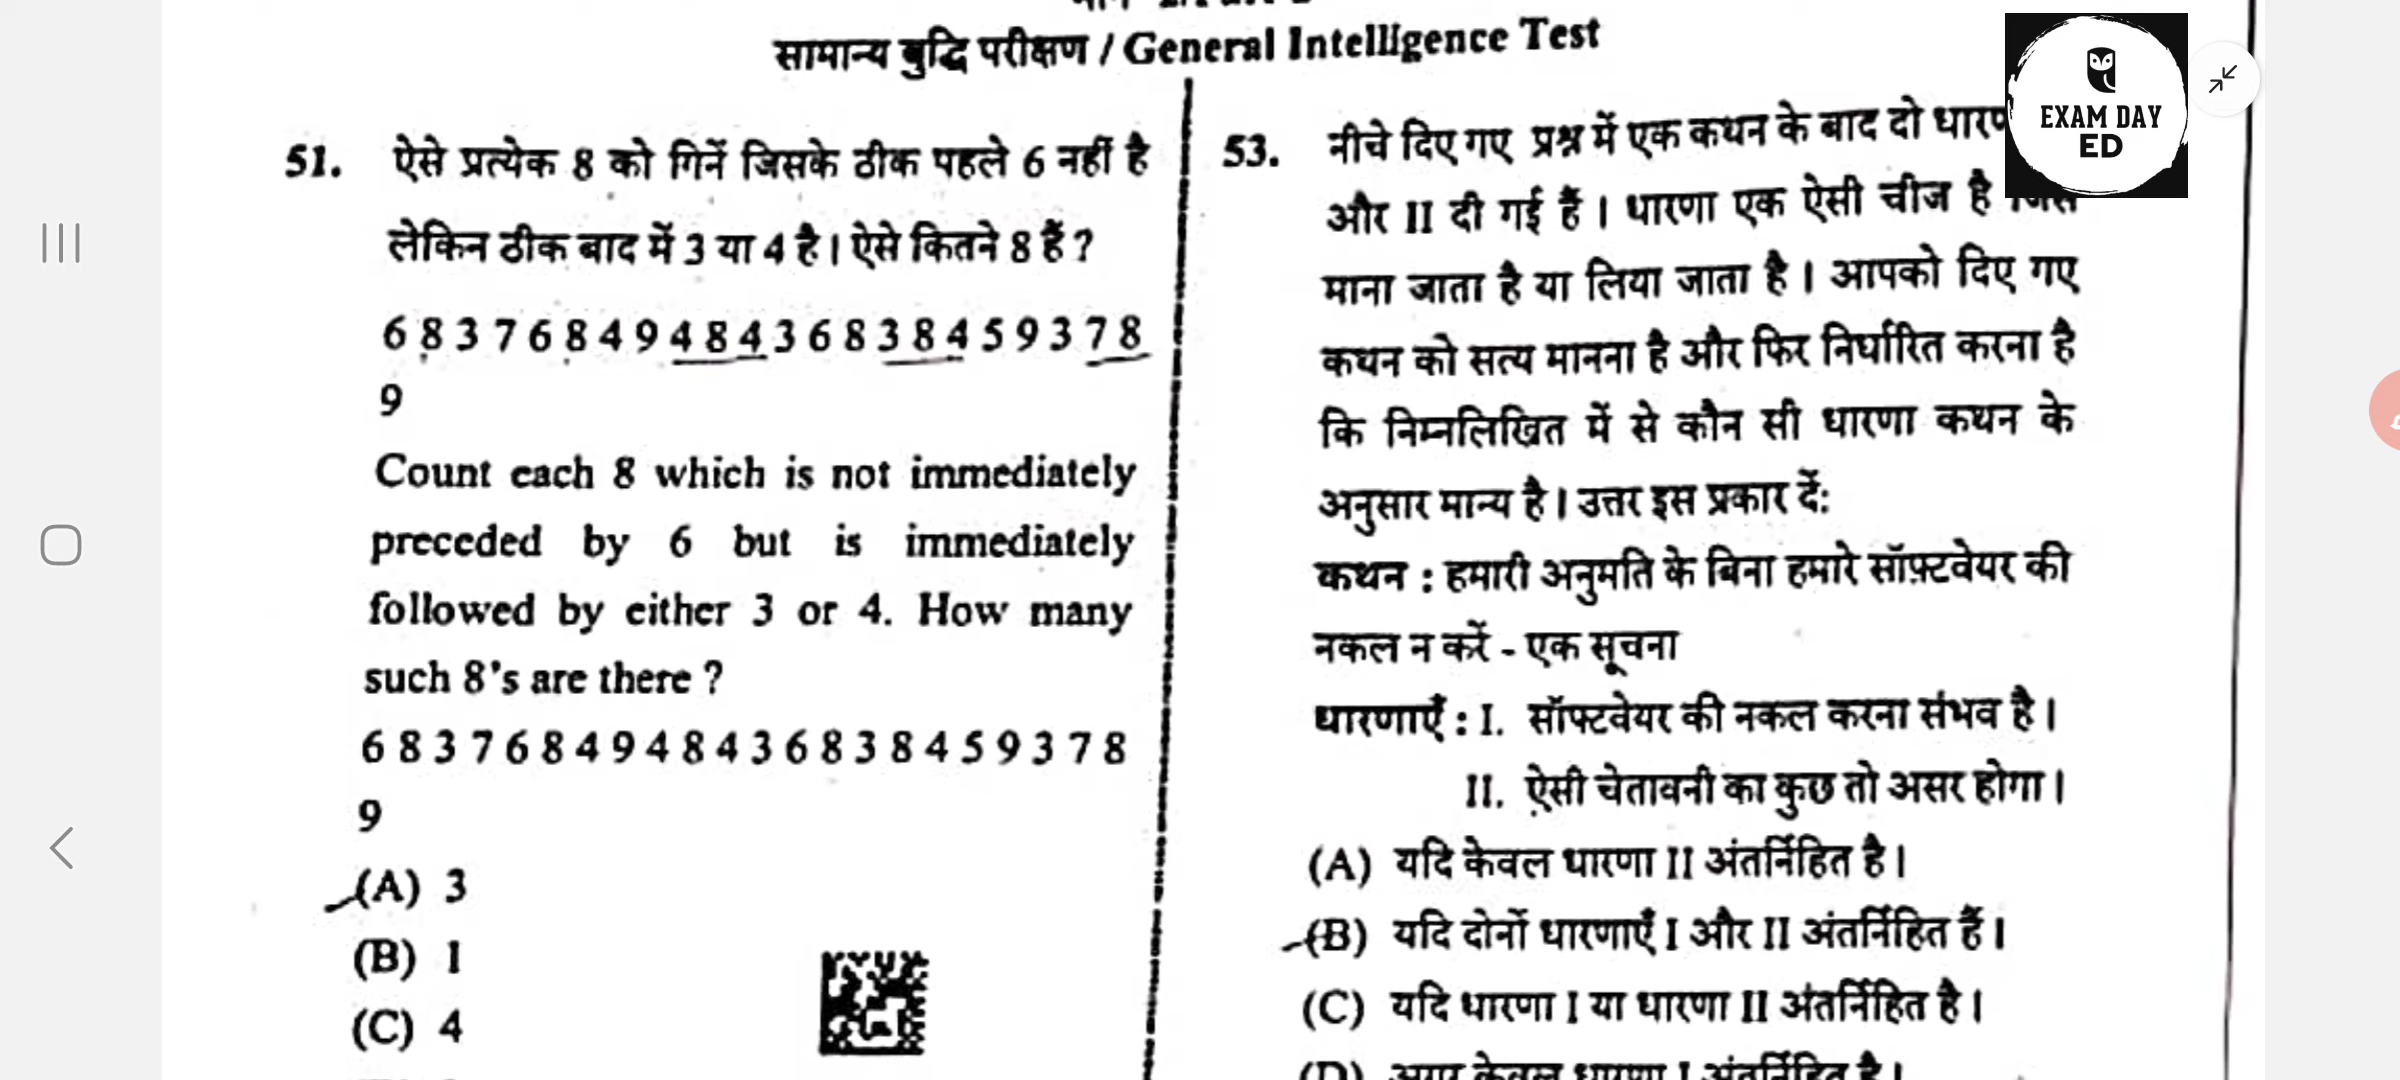 सामान्य बुद्धि परीक्षण / General Intelligence Test
EXAM DAY
ED
51. ऐसे प्रत्येक 8 को गिनें जिसके ठीक पहले 6 नहीं है
लेकिन ठीक बाद में 3 या 4 है। ऐसे कितने 8 हैं?
6 8 3 7 6 8 4 9 4 8 4 3 6 8 3 8 4 5 9 3 7 8
9
Count each 8 which is not immediately
preceded by 6 but is immediately
followed by either 3 or 4. How many
such 8's are there ?
6 8 3 7 6 8 4 9 4 8 4 3 6 8 3 8 4 5 9 3 7 8
9
(A) 3
(B) 1
(C) 4
53. नीचे दिए गए प्रश्न में एक कथन के बाद दो
और II दी गई हैं। धारणा एक ऐसी चीज है
माना जाता है या लिया जाता है। आपको दिए गए
कथन को सत्य मानना है और फिर निर्धारित करना है
कि निम्नलिखित में से कौन सी धारणा कथन के
अनुसार मान्य है। उत्तर इस प्रकार दें:
कथन : हमारी अनुमति के बिना हमारे सॉफ़्टवेयर की
नकल न करें - एक सूचना
धारणाएँ : I. सॉफ्टवेयर की नकल करना संभव है।
II. ऐसी चेतावनी का कुछ तो असर होगा।
(A) यदि केवल धारणा II अंतर्निहित है।
(B) यदि दोनों धारणाएँ I और II अंतर्निहित हैं।
(C) यदि धारणा I या धारणा II अंतर्निहित है।
(D) अगर केवल धारणा I अंतर्निहित है।